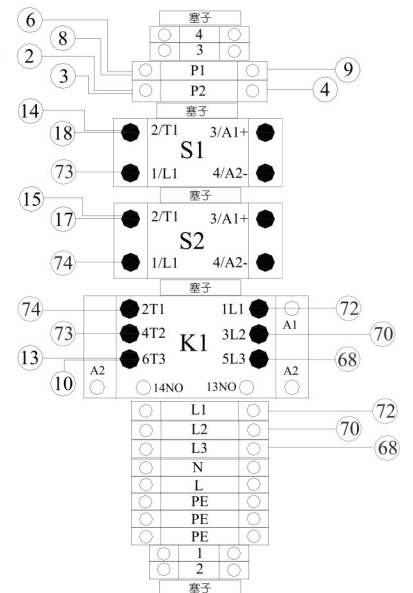 塞子
4
3
6
8
P1
9
2
3
P2
4
塞子
14
18
2/T1 3/A1+
S1
73
1/L1 4/A2-
塞子
15
17
2/T1 3/A1+
S2
74
1/L1 4/A2-
塞子
74
2T1 1L1
72
A1
73
4T2 K1 3L2
70
13
6T3 5L3
68
10
A2 A2
14NO 13NO
L1
72
L2
70
L3
68
N
L
PE
PE
PE
1
2
塞子